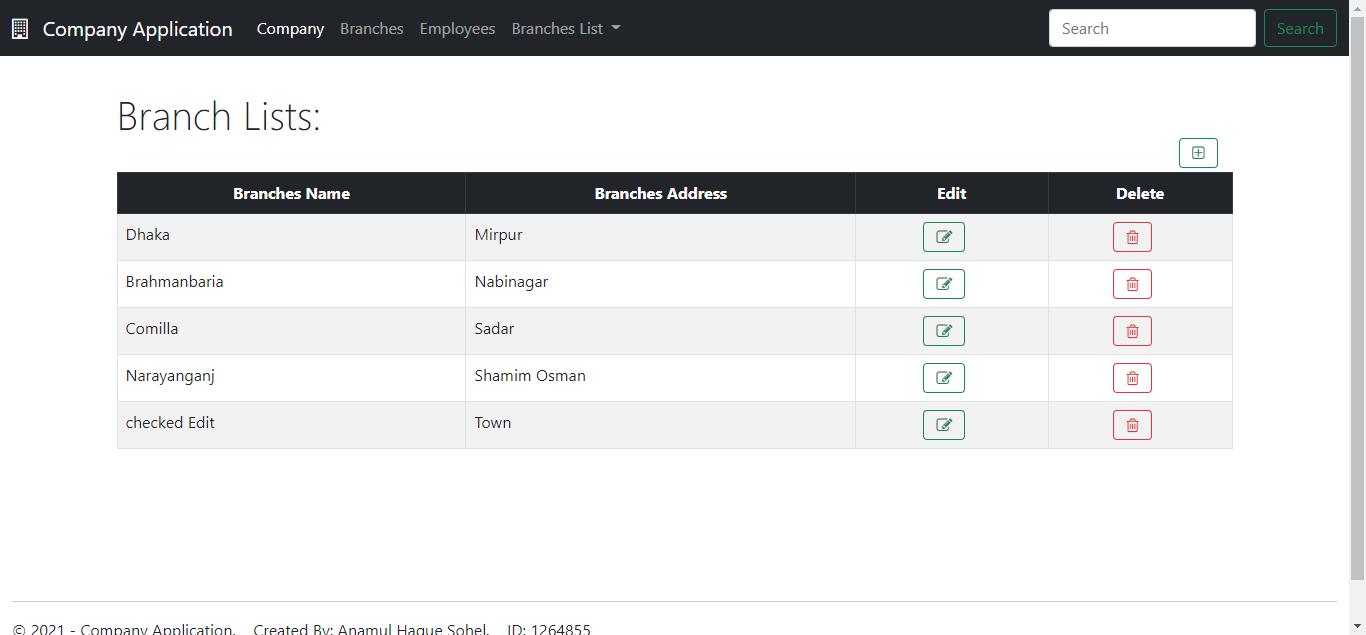 Company Application Company Branches Employees Branches List Search Search
Branch Lists:
Branches Name Branches Address Edit Delete
Dhaka Mirpur
Brahmanbaria Nabinagar
Comilla Sadar
Narayanganj Shamim Osman
checked Edit Town
© 2021 - Company Application. Created By: Anamul Haque Sohel. ID: 1264855